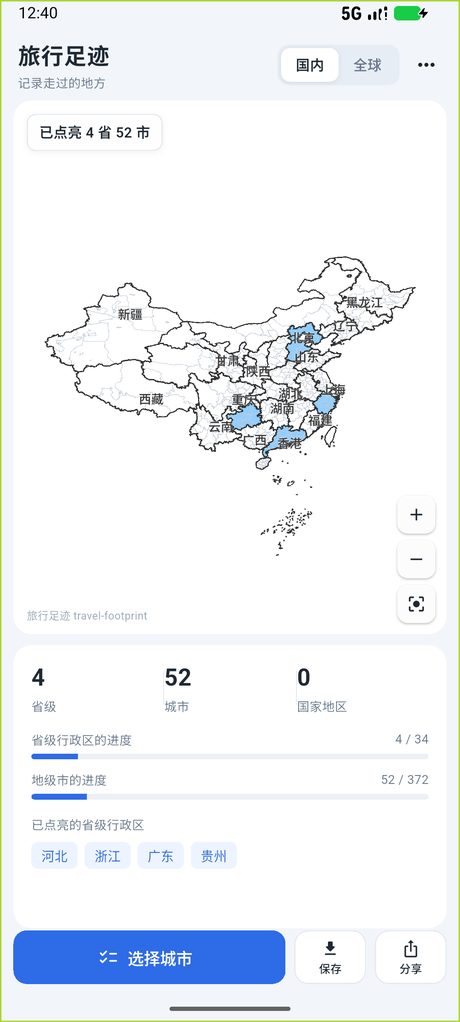 12:40
5G
旅行足迹
国内
全球
记录走过的地方
已点亮 4 省 52 市
黑龙江
新疆
辽宁
北京
山东
甘肃
陕西
上海
西藏
重庆
湖北
湖南
福建
云南
广西
香港
旅行足迹 travel-footprint
4
52
0
省级
城市
国家地区
省级行政区的进度
4 / 34
地级市的进度
52 / 372
已点亮的省级行政区
河北
浙江
广东
贵州
选择城市
保存
分享